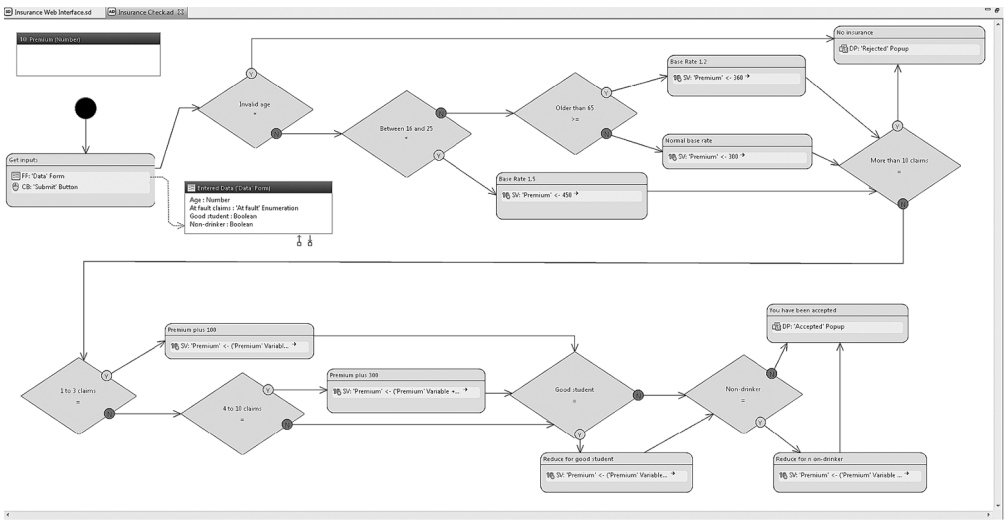 Insurance Web Interface.sd
Insurance Check.ad
Premium (Number)
No insurance
DP: 'Rejected' Popup
Y
Invalid age
*
N
Between 18 and 25
*
N
Y
Older than 65
>=
Y
N
Base Rate 1.2
SV: 'Premium' <- 360
Normal base rate
SV: 'Premium' <- 300
Base Rate 1.5
SV: 'Premium' <- 450
Y
More than 10 claims
=
N
Get inputs
FF: 'Data' Form
CB: 'Submit' Button
Entered Data ('Data' Form)
Age : Number
At fault claims : 'At fault' Enumeration
Good student : Boolean
Non-drinker : Boolean
1 to 3 claims
=
Y
N
Premium plus 100
SV: 'Premium' <- ('Premium' Variabl...
4 to 10 claims
=
Y
N
Premium plus 300
SV: 'Premium' <- ('Premium' Variable +...
Good student
=
N
Y
Reduce for good student
SV: 'Premium' <- ('Premium' Variable...
Non-drinker
=
N
Y
You have been accepted
DP: 'Accepted' Popup
Reduce for n on-drinker
SV: 'Premium' <- ('Premium' Variable ...